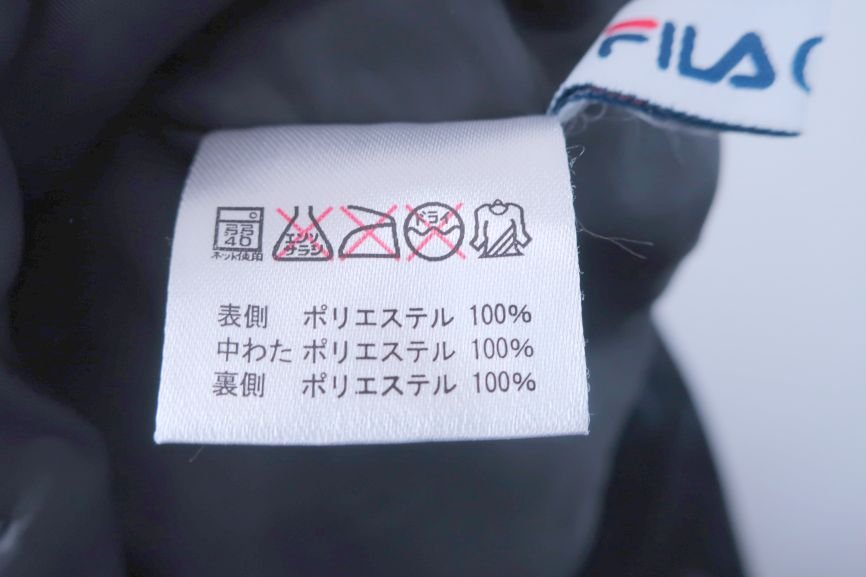 FILA
弱
40
ネット使用
エンソ
サラシ
ドライ
表側 ポリエステル 100%
中わた ポリエステル 100%
裏側 ポリエステル 100%